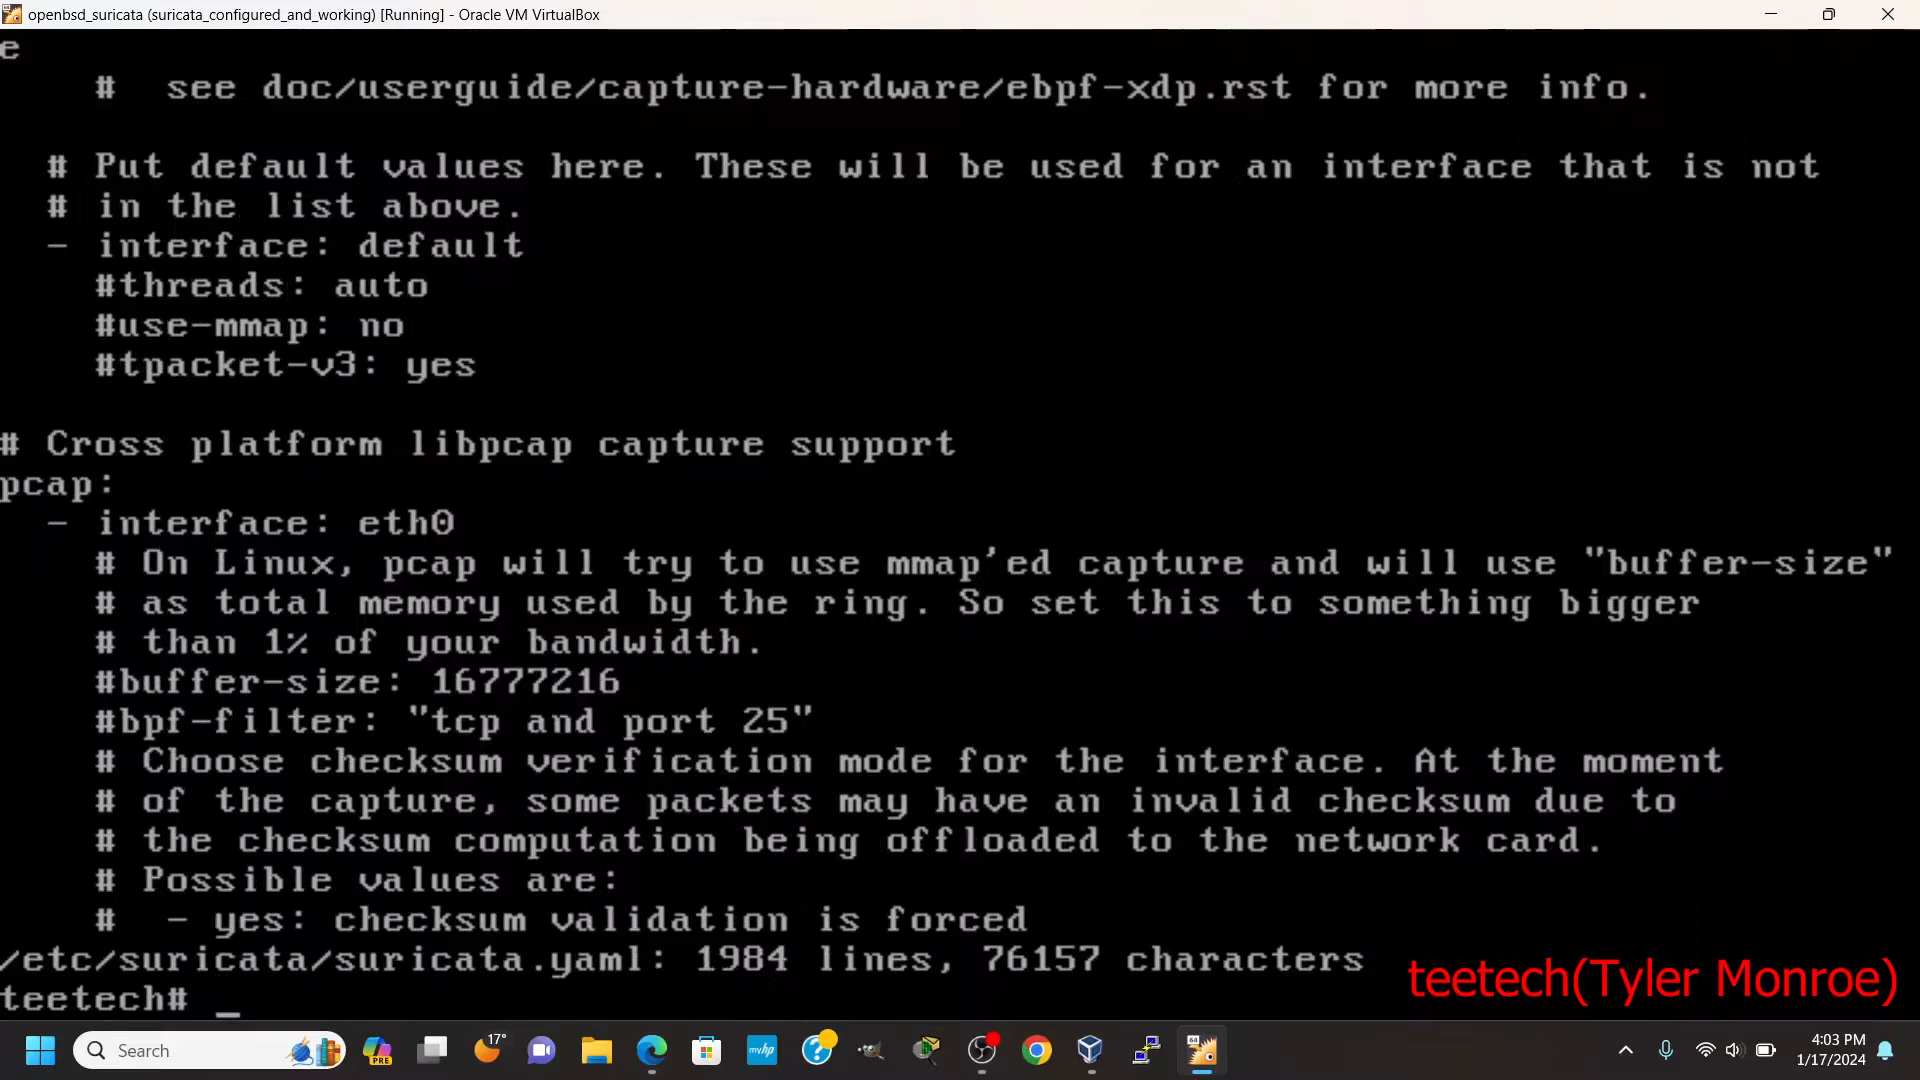 openbsd_suricata (suricata_configured_and_working) [Running] - Oracle VM VirtualBox
e
# see doc/userguide/capture-hardware/ebpf-xdp.rst for more info.
# Put default values here. These will be used for an interface that is not
# in the list above.
- interface: default
#threads: auto
#use-mmap: no
#tpacket-v3: yes
# Cross platform libpcap capture support
pcap:
- interface: eth0
# On Linux, pcap will try to use mmap'ed capture and will use "buffer-size"
# as total memory used by the ring. So set this to something bigger
# than 1% of your bandwidth.
#buffer-size: 16777216
#bpf-filter: "tcp and port 25"
# Choose checksum verification mode for the interface. At the moment
# of the capture, some packets may have an invalid checksum due to
# the checksum computation being offloaded to the network card.
# Possible values are:
# - yes: checksum validation is forced
/etc/suricata/suricata.yaml: 1984 lines, 76157 characters
teetech# _
teetech(Tyler Monroe)
Search
PRE
17°
myhp
?
64
4:03 PM
1/17/2024